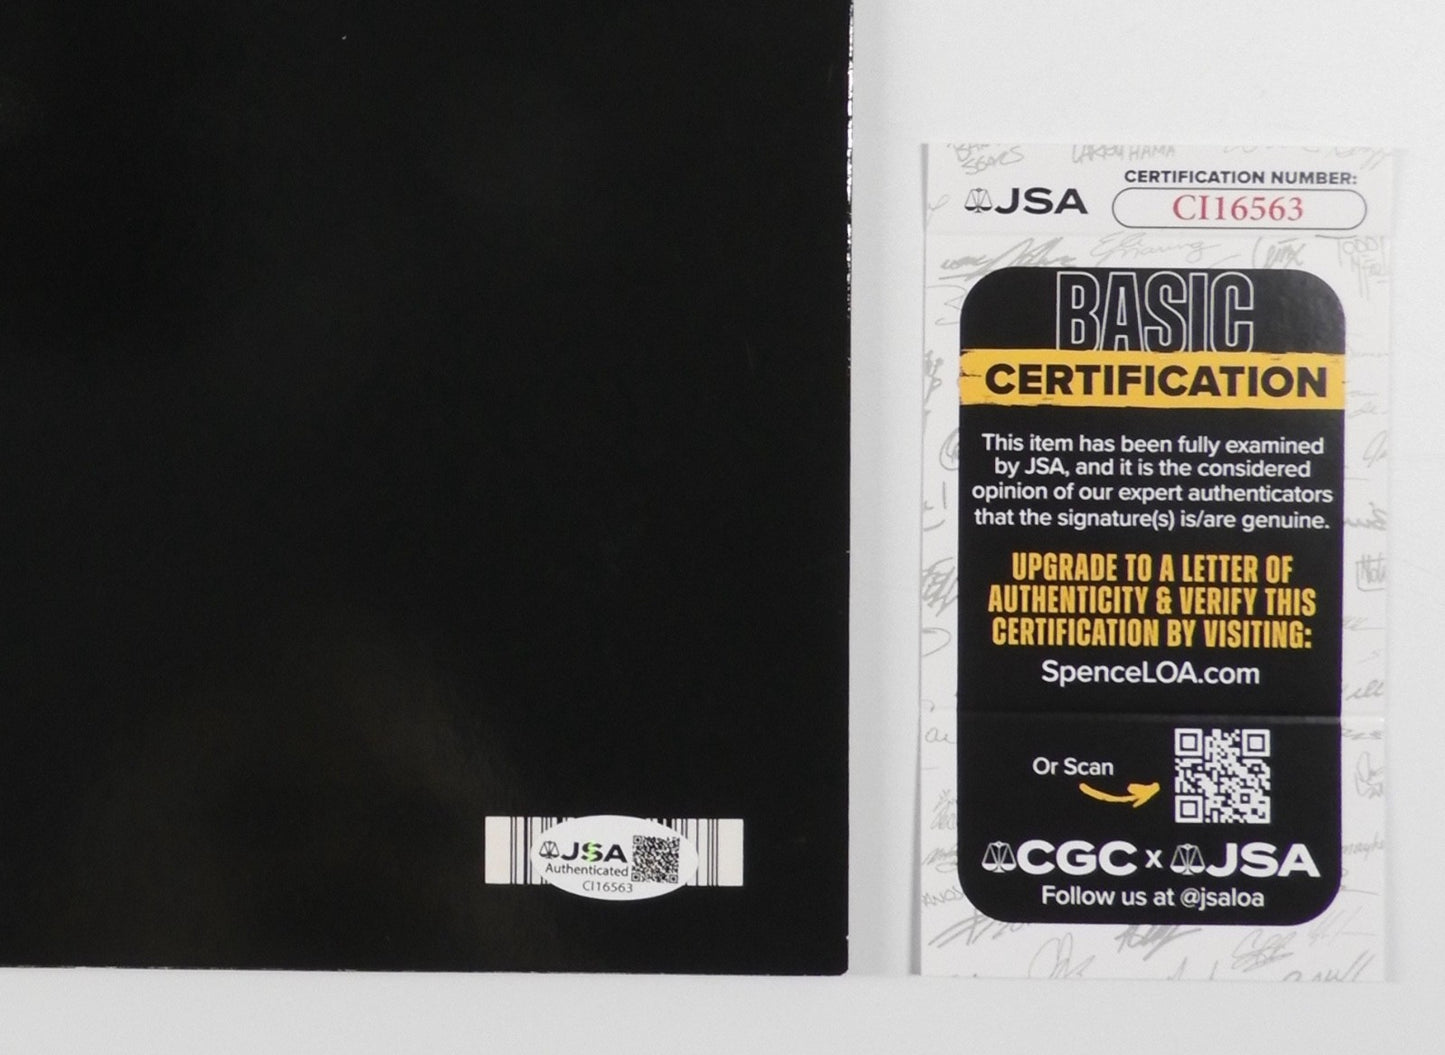 LARRY HAMA
JSA
CERTIFICATION NUMBER:
CI16563
BASIC
CERTIFICATION
This item has been fully examined
by JSA, and it is the considered
opinion of our expert authenticators
that the signature(s) is/are genuine.
UPGRADE TO A LETTER OF
AUTHENTICITY & VERIFY THIS
CERTIFICATION BY VISITING:
SpenceLOA.com
Or Scan
CGC x JSA
Follow us at @jsaloa
JSA
Authenticated
CI16563